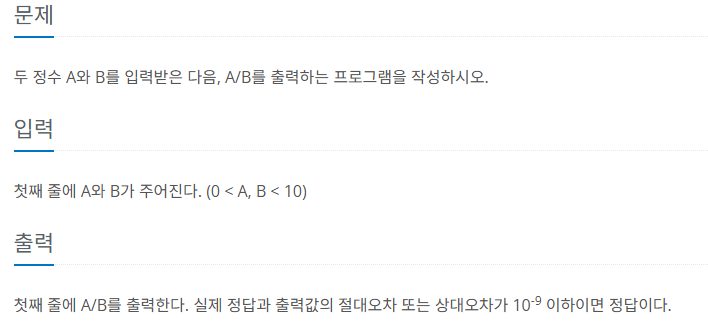 문제
두 정수 A와 B를 입력받은 다음, A/B를 출력하는 프로그램을 작성하시오.
입력
첫째 줄에 A와 B가 주어진다. (0 < A, B < 10)
출력
첫째 줄에 A/B를 출력한다. 실제 정답과 출력값의 절대오차 또는 상대오차가 10⁻⁹ 이하이면 정답이다.